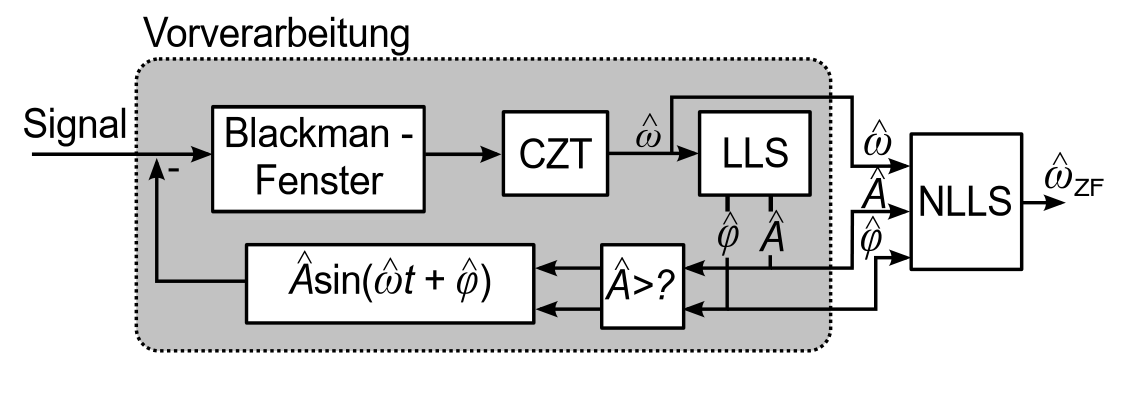 Vorverarbeitung
Signal
-
Blackman -
Fenster
CZT
ω̂
LLS
φ̂
Â
ω̂
Â
φ̂
NLLS
ω̂ZF
Âsin(ω̂t + φ̂)
Â>?